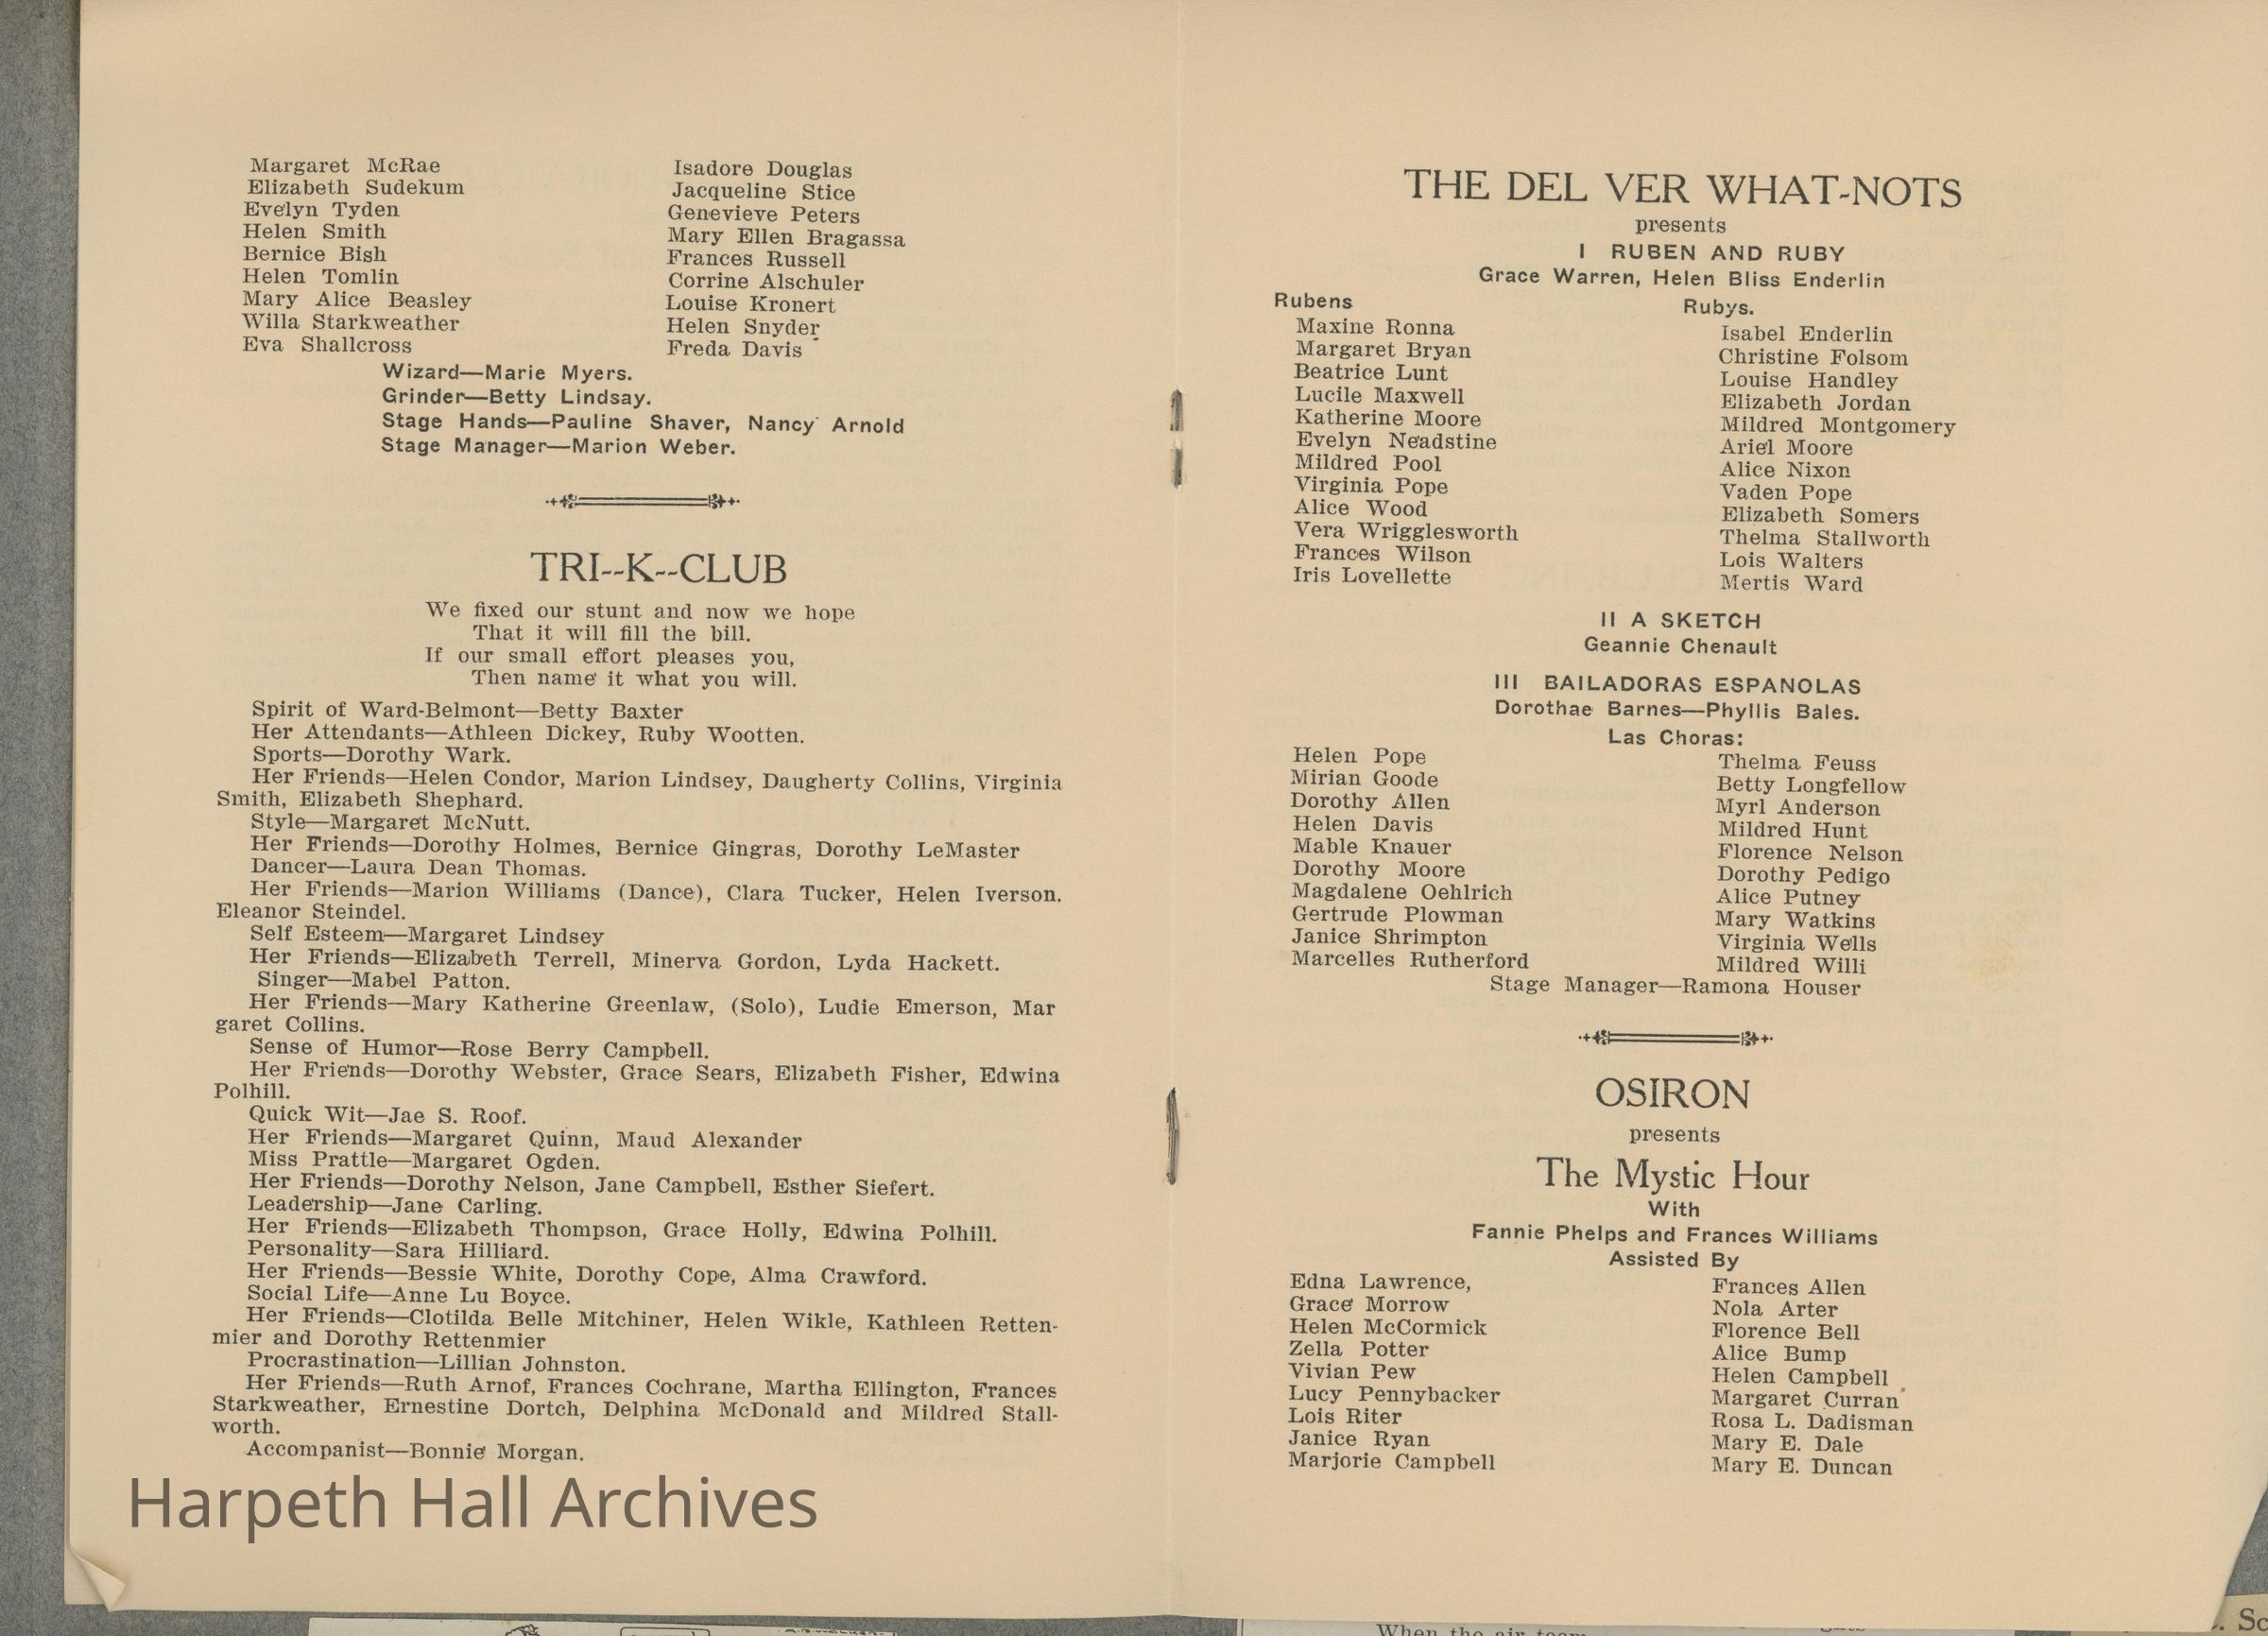 Margaret McRae
Elizabeth Sudekum
Evelyn Tyden
Helen Smith
Bernice Bish
Helen Tomlin
Mary Alice Beasley
Willa Starkweather
Eva Shallcross
Isadore Douglas
Jacqueline Stice
Genevieve Peters
Mary Ellen Bragassa
Frances Russell
Corrine Alschuler
Louise Kronert
Helen Snyder
Freda Davis
Wizard—Marie Myers.
Grinder—Betty Lindsay.
Stage Hands—Pauline Shaver, Nancy Arnold
Stage Manager—Marion Weber.
TRI--K--CLUB
We fixed our stunt and now we hope
That it will fill the bill.
If our small effort pleases you,
Then name it what you will.
Spirit of Ward-Belmont—Betty Baxter
Her Attendants—Athleen Dickey, Ruby Wootten.
Sports—Dorothy Wark.
Her Friends—Helen Condor, Marion Lindsey, Daugherty Collins, Virginia
Smith, Elizabeth Shephard.
Style—Margaret McNutt.
Her Friends—Dorothy Holmes, Bernice Gingras, Dorothy LeMaster
Dancer—Laura Dean Thomas.
Her Friends—Marion Williams (Dance), Clara Tucker, Helen Iverson.
Eleanor Steindel.
Self Esteem—Margaret Lindsey
Her Friends—Elizabeth Terrell, Minerva Gordon, Lyda Hackett.
Singer—Mabel Patton.
Her Friends—Mary Katherine Greenlaw, (Solo), Ludie Emerson, Mar
garet Collins.
Sense of Humor—Rose Berry Campbell.
Her Friends—Dorothy Webster, Grace Sears, Elizabeth Fisher, Edwina
Polhill.
Quick Wit—Jae S. Roof.
Her Friends—Margaret Quinn, Maud Alexander
Miss Prattle—Margaret Ogden.
Her Friends—Dorothy Nelson, Jane Campbell, Esther Siefert.
Leadership—Jane Carling.
Her Friends—Elizabeth Thompson, Grace Holly, Edwina Polhill.
Personality—Sara Hilliard.
Her Friends—Bessie White, Dorothy Cope, Alma Crawford.
Social Life—Anne Lu Boyce.
Her Friends—Clotilda Belle Mitchiner, Helen Wikle, Kathleen Retten-
mier and Dorothy Rettenmier
Procrastination—Lillian Johnston.
Her Friends—Ruth Arnof, Frances Cochrane, Martha Ellington, Frances
Starkweather, Ernestine Dortch, Delphina McDonald and Mildred Stall-
worth.
Accompanist—Bonnie Morgan.
Harpeth Hall Archives
THE DEL VER WHAT-NOTS
presents
I RUBEN AND RUBY
Grace Warren, Helen Bliss Enderlin
Rubens
Maxine Ronna
Margaret Bryan
Beatrice Lunt
Lucile Maxwell
Katherine Moore
Evelyn Neadstine
Mildred Pool
Virginia Pope
Alice Wood
Vera Wrigglesworth
Frances Wilson
Iris Lovellette
Rubys.
Isabel Enderlin
Christine Folsom
Louise Handley
Elizabeth Jordan
Mildred Montgomery
Ariel Moore
Alice Nixon
Vaden Pope
Elizabeth Somers
Thelma Stallworth
Lois Walters
Mertis Ward
II A SKETCH
Geannie Chenault
III BAILADORAS ESPANOLAS
Dorothae Barnes—Phyllis Bales.
Las Choras:
Helen Pope
Mirian Goode
Dorothy Allen
Helen Davis
Mable Knauer
Dorothy Moore
Magdalene Oehlrich
Gertrude Plowman
Janice Shrimpton
Marcelles Rutherford
Thelma Feuss
Betty Longfellow
Myrl Anderson
Mildred Hunt
Florence Nelson
Dorothy Pedigo
Alice Putney
Mary Watkins
Virginia Wells
Mildred Willi
Stage Manager—Ramona Houser
OSIRON
presents
The Mystic Hour
With
Fannie Phelps and Frances Williams
Assisted By
Edna Lawrence,
Grace Morrow
Helen McCormick
Zella Potter
Vivian Pew
Lucy Pennybacker
Lois Riter
Janice Ryan
Marjorie Campbell
Frances Allen
Nola Arter
Florence Bell
Alice Bump
Helen Campbell
Margaret Curran
Rosa L. Dadisman
Mary E. Dale
Mary E. Duncan
When the air